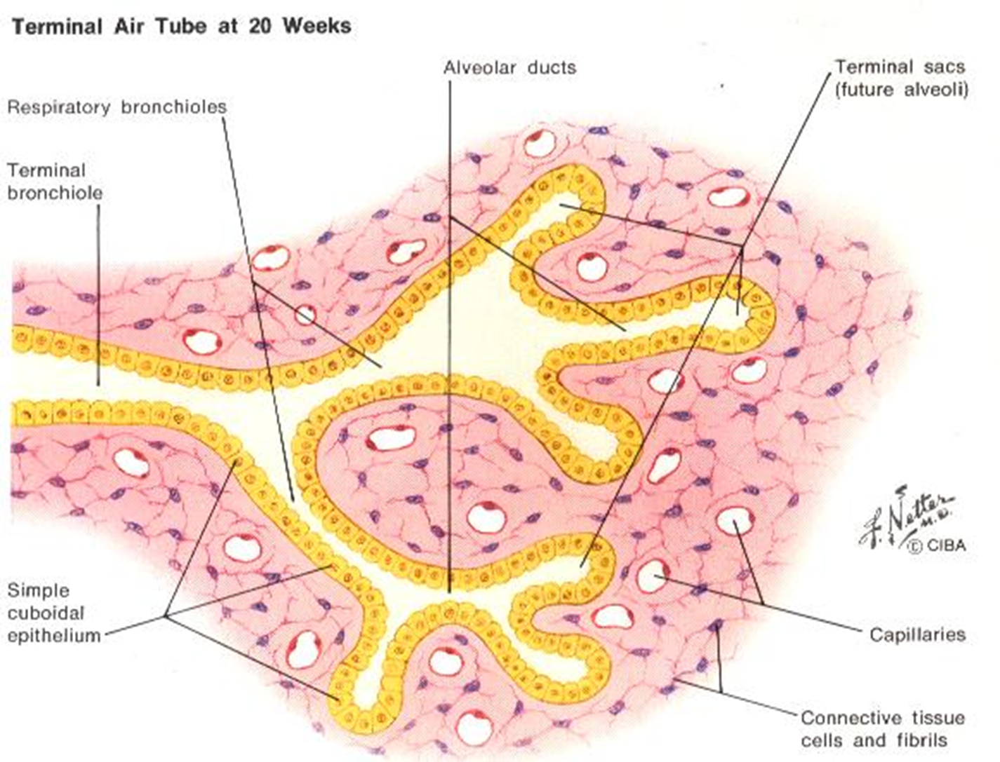 Terminal Air Tube at 20 Weeks
Alveolar ducts
Terminal sacs
(future alveoli)
Respiratory bronchioles
Terminal
bronchiole
F. Netter
M.D.
© CIBA
Simple
cuboidal
epithelium
Capillaries
Connective tissue
cells and fibrils